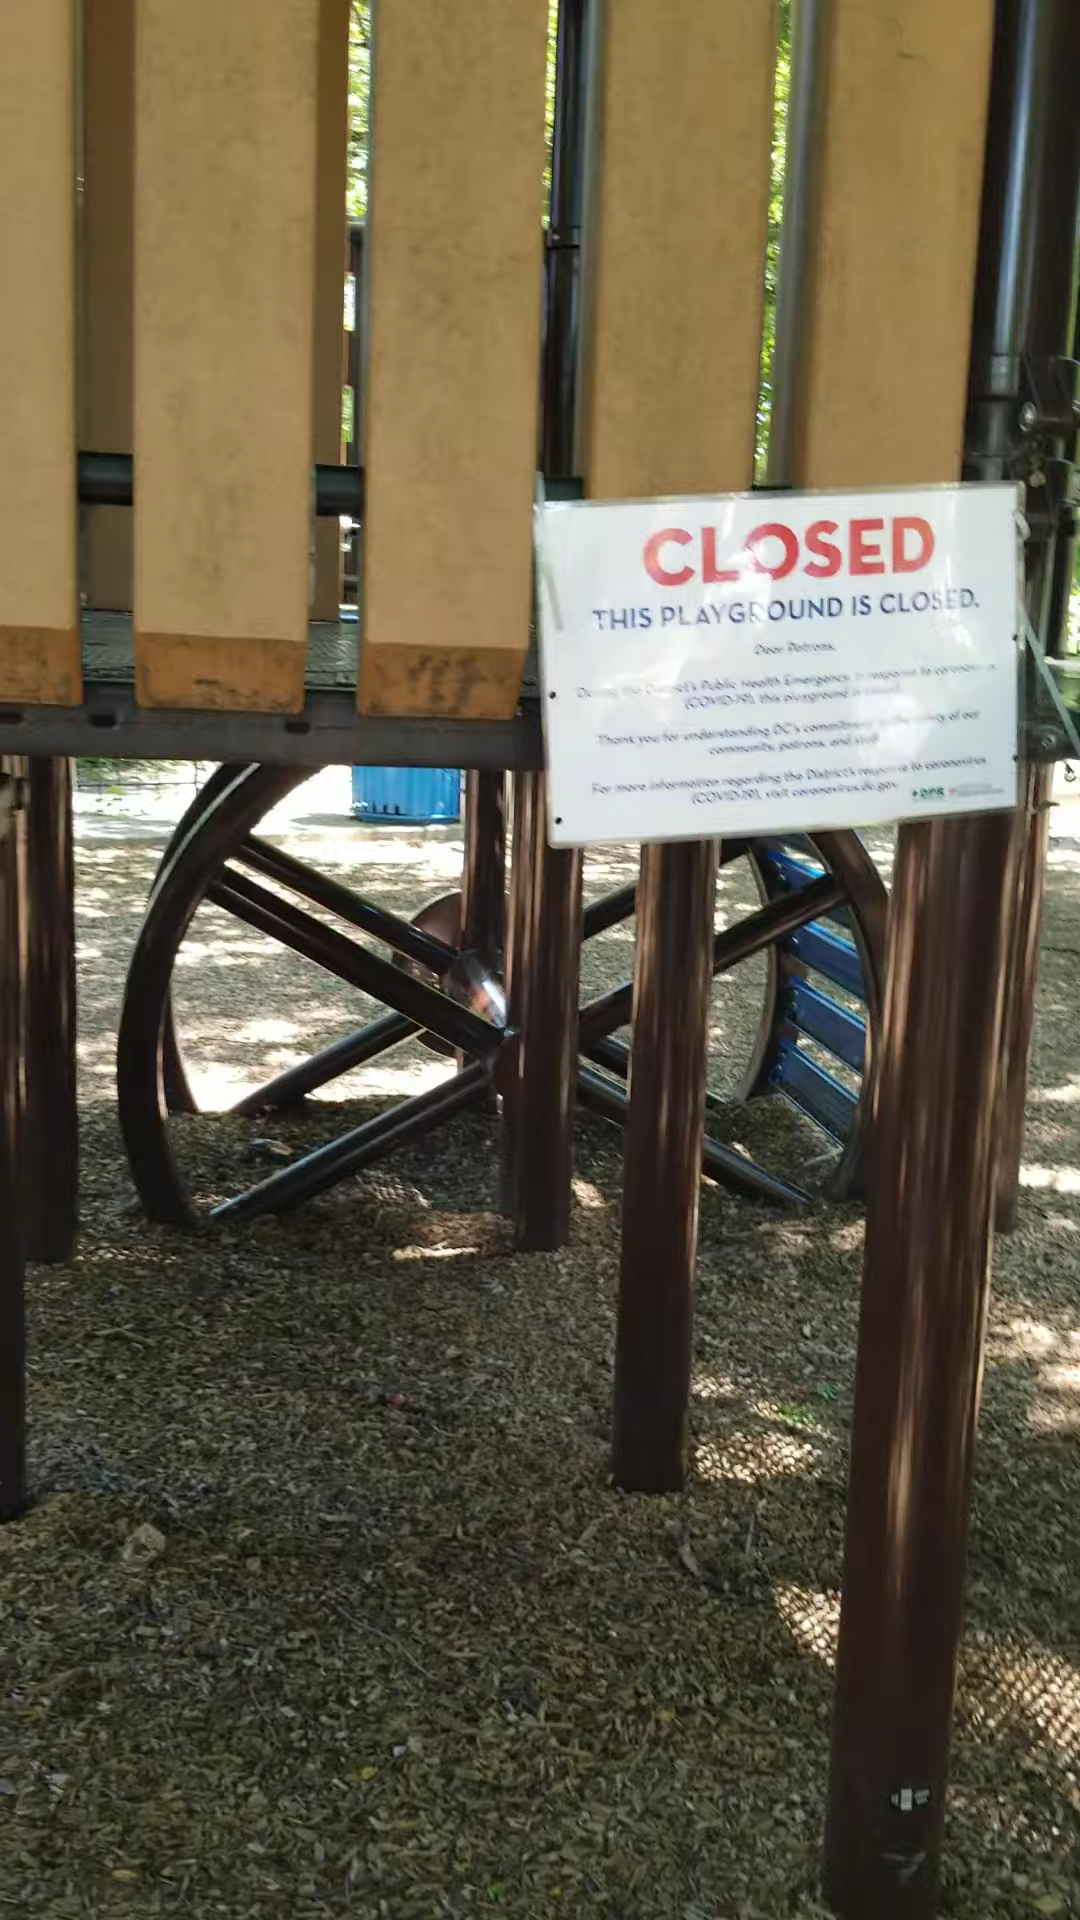 CLOSED
THIS PLAYGROUND IS CLOSED.
Dear Patrons,
During the District's Public Health Emergency in response to coronavirus
(COVID-19), this playground is closed.
Thank you for understanding DC's commitment to the safety of our
community, patrons, and staff.
For more information regarding the District's response to coronavirus
(COVID-19), visit coronavirus.dc.gov.
DPR